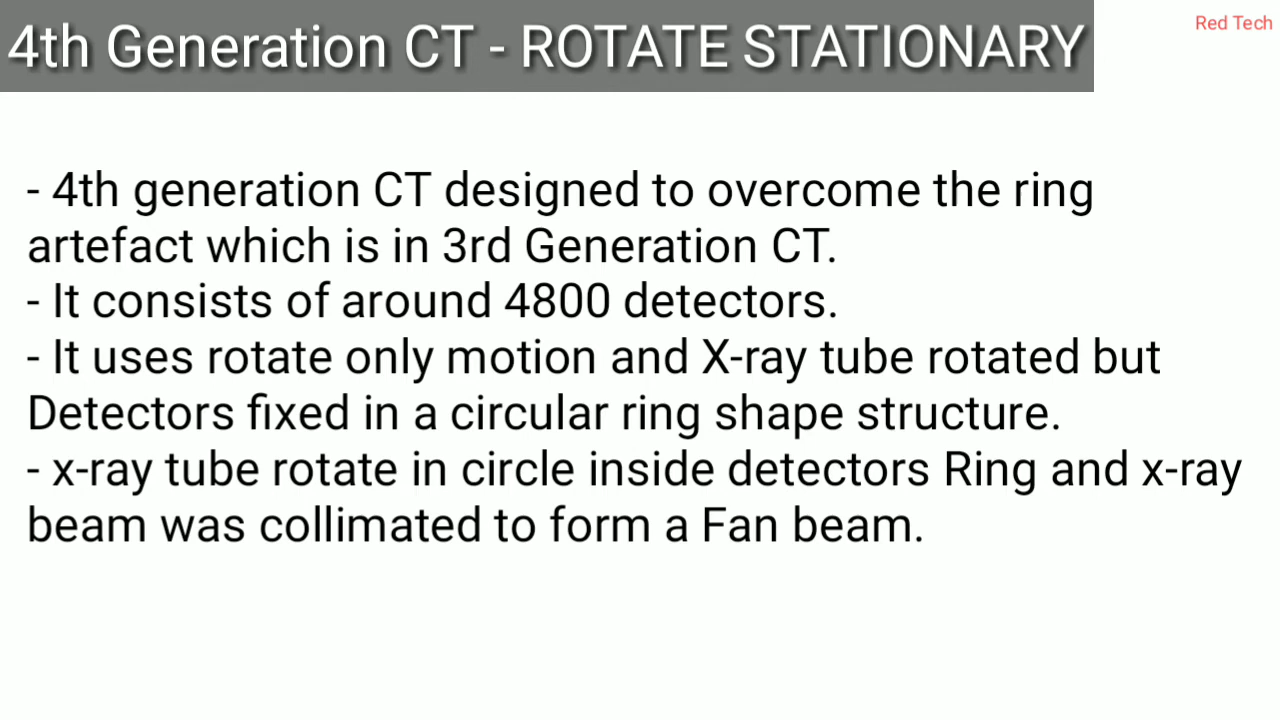 4th Generation CT - ROTATE STATIONARY
Red Tech
- 4th generation CT designed to overcome the ring
artefact which is in 3rd Generation CT.
- It consists of around 4800 detectors.
- It uses rotate only motion and X-ray tube rotated but
Detectors fixed in a circular ring shape structure.
- x-ray tube rotate in circle inside detectors Ring and x-ray
beam was collimated to form a Fan beam.